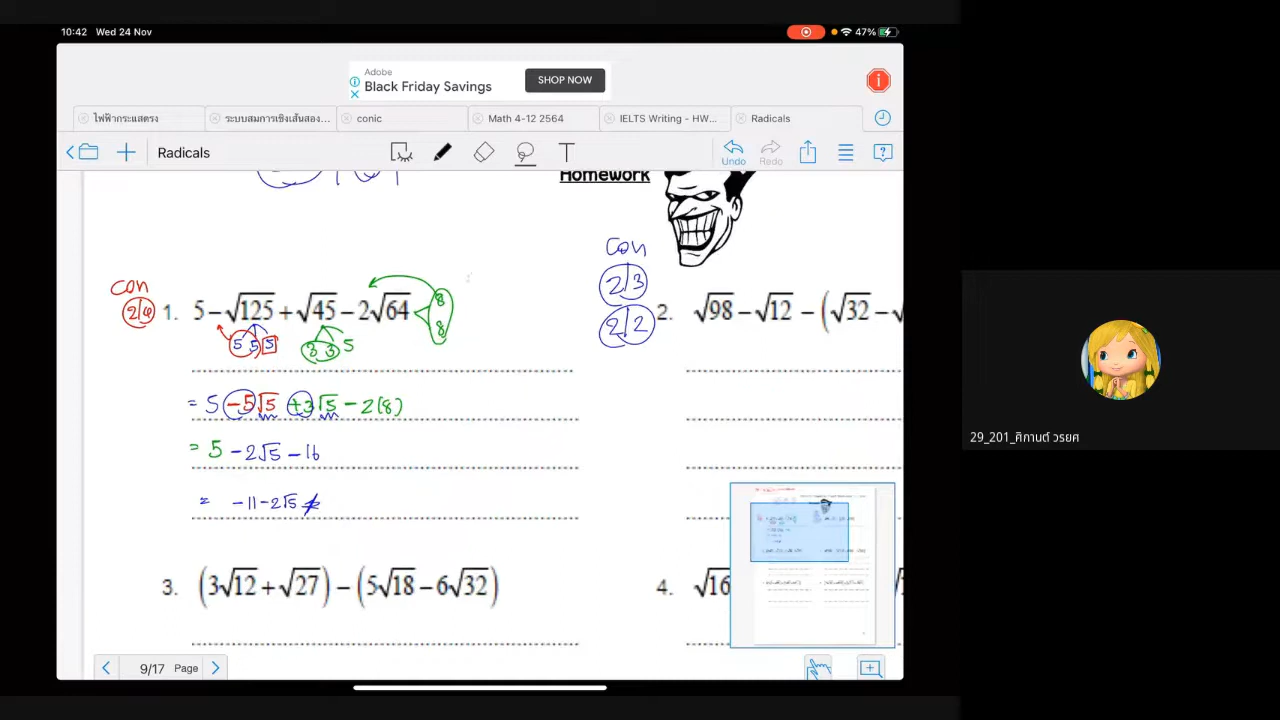 10:42 Wed 24 Nov 47%
Adobe
Black Friday Savings
SHOP NOW
ไฟฟ้ากระแสตรง
ระบบสมการเชิงเส้นสอง...
conic
Math 4-12 2564
IELTS Writing - HW...
Radicals
Radicals
Undo
Redo
Homework
con
2|4
1. 5 − √125 + √45 − 2√64
8
8
5 5 5
3 3 5
= 5 −5√5 +3√5 − 2(8)
= 5 − 2√5 − 16
= −11 − 2√5
con
2|3
2|2
2. √98 − √12 − (√32 − √
3. (3√12 + √27) − (5√18 − 6√32)
4. √16
9/17 Page
29_201_ศิกานต์ วรยศ